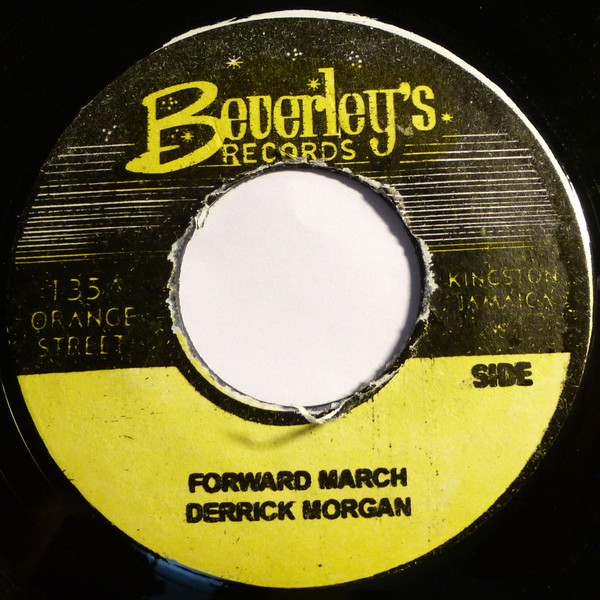 Beverley's
RECORDS
135A
ORANGE
STREET
KINGSTON
JAMAICA
SIDE
FORWARD MARCH
DERRICK MORGAN